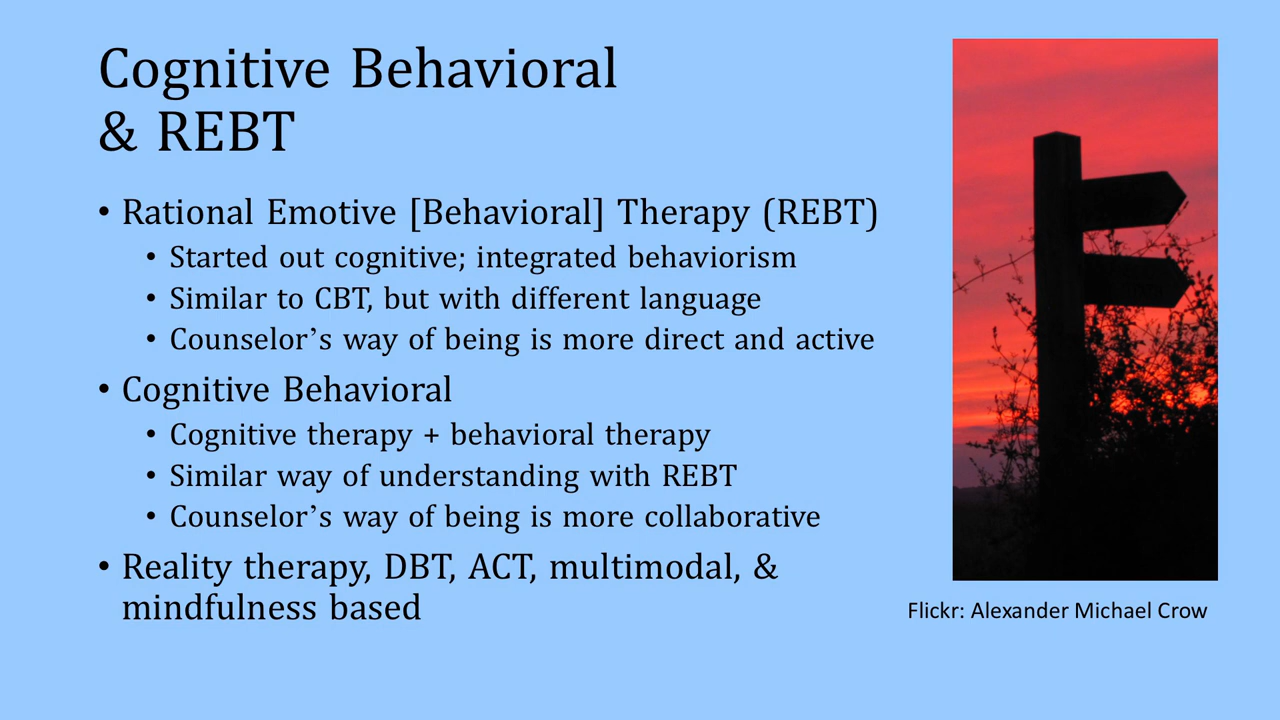 Cognitive Behavioral
& REBT
• Rational Emotive [Behavioral] Therapy (REBT)
• Started out cognitive; integrated behaviorism
• Similar to CBT, but with different language
• Counselor’s way of being is more direct and active
• Cognitive Behavioral
• Cognitive therapy + behavioral therapy
• Similar way of understanding with REBT
• Counselor’s way of being is more collaborative
• Reality therapy, DBT, ACT, multimodal, &
mindfulness based
Flickr: Alexander Michael Crow